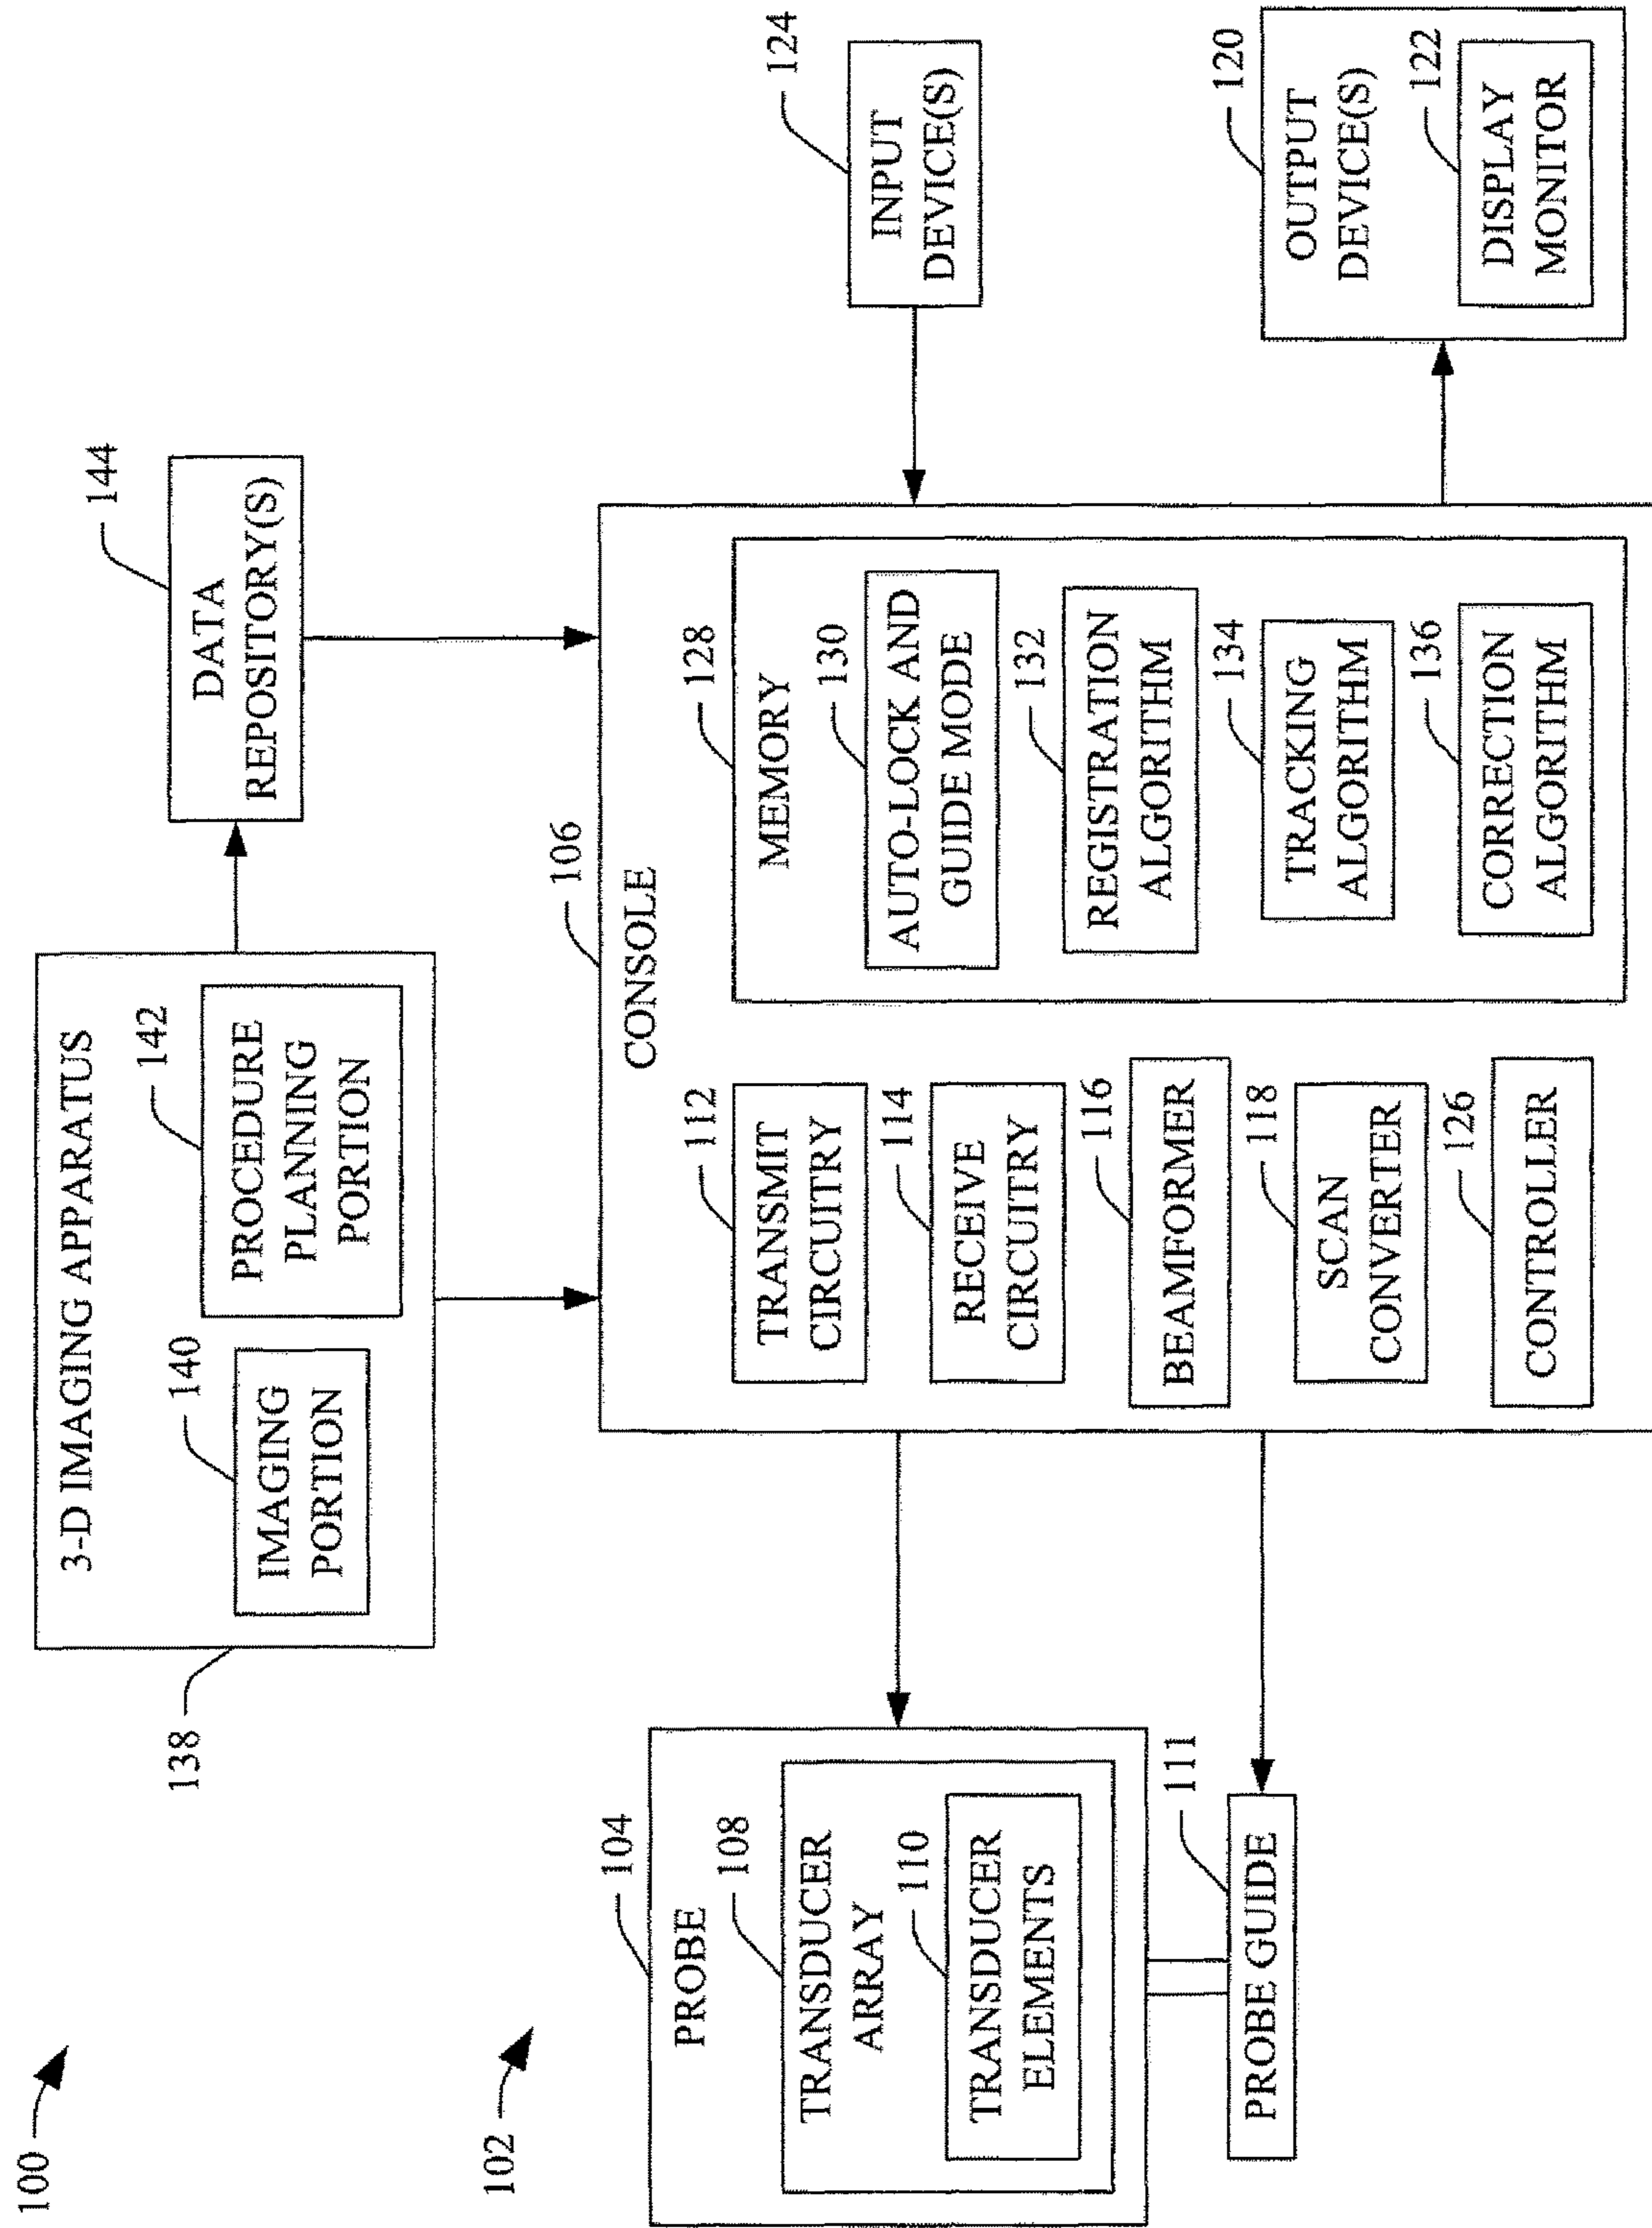 100
138
3-D IMAGING APPARATUS
140
IMAGING
PORTION
142
PROCEDURE
PLANNING
PORTION
144
DATA
REPOSITORY(S)
102
104
PROBE
108
TRANSDUCER
ARRAY
110
TRANSDUCER
ELEMENTS
111
PROBE GUIDE
106
CONSOLE
112
TRANSMIT
CIRCUITRY
114
RECEIVE
CIRCUITRY
116
BEAMFORMER
118
SCAN
CONVERTER
126
CONTROLLER
128
MEMORY
130
AUTO-LOCK AND
GUIDE MODE
132
REGISTRATION
ALGORITHM
134
TRACKING
ALGORITHM
136
CORRECTION
ALGORITHM
124
INPUT
DEVICE(S)
120
OUTPUT
DEVICE(S)
122
DISPLAY
MONITOR